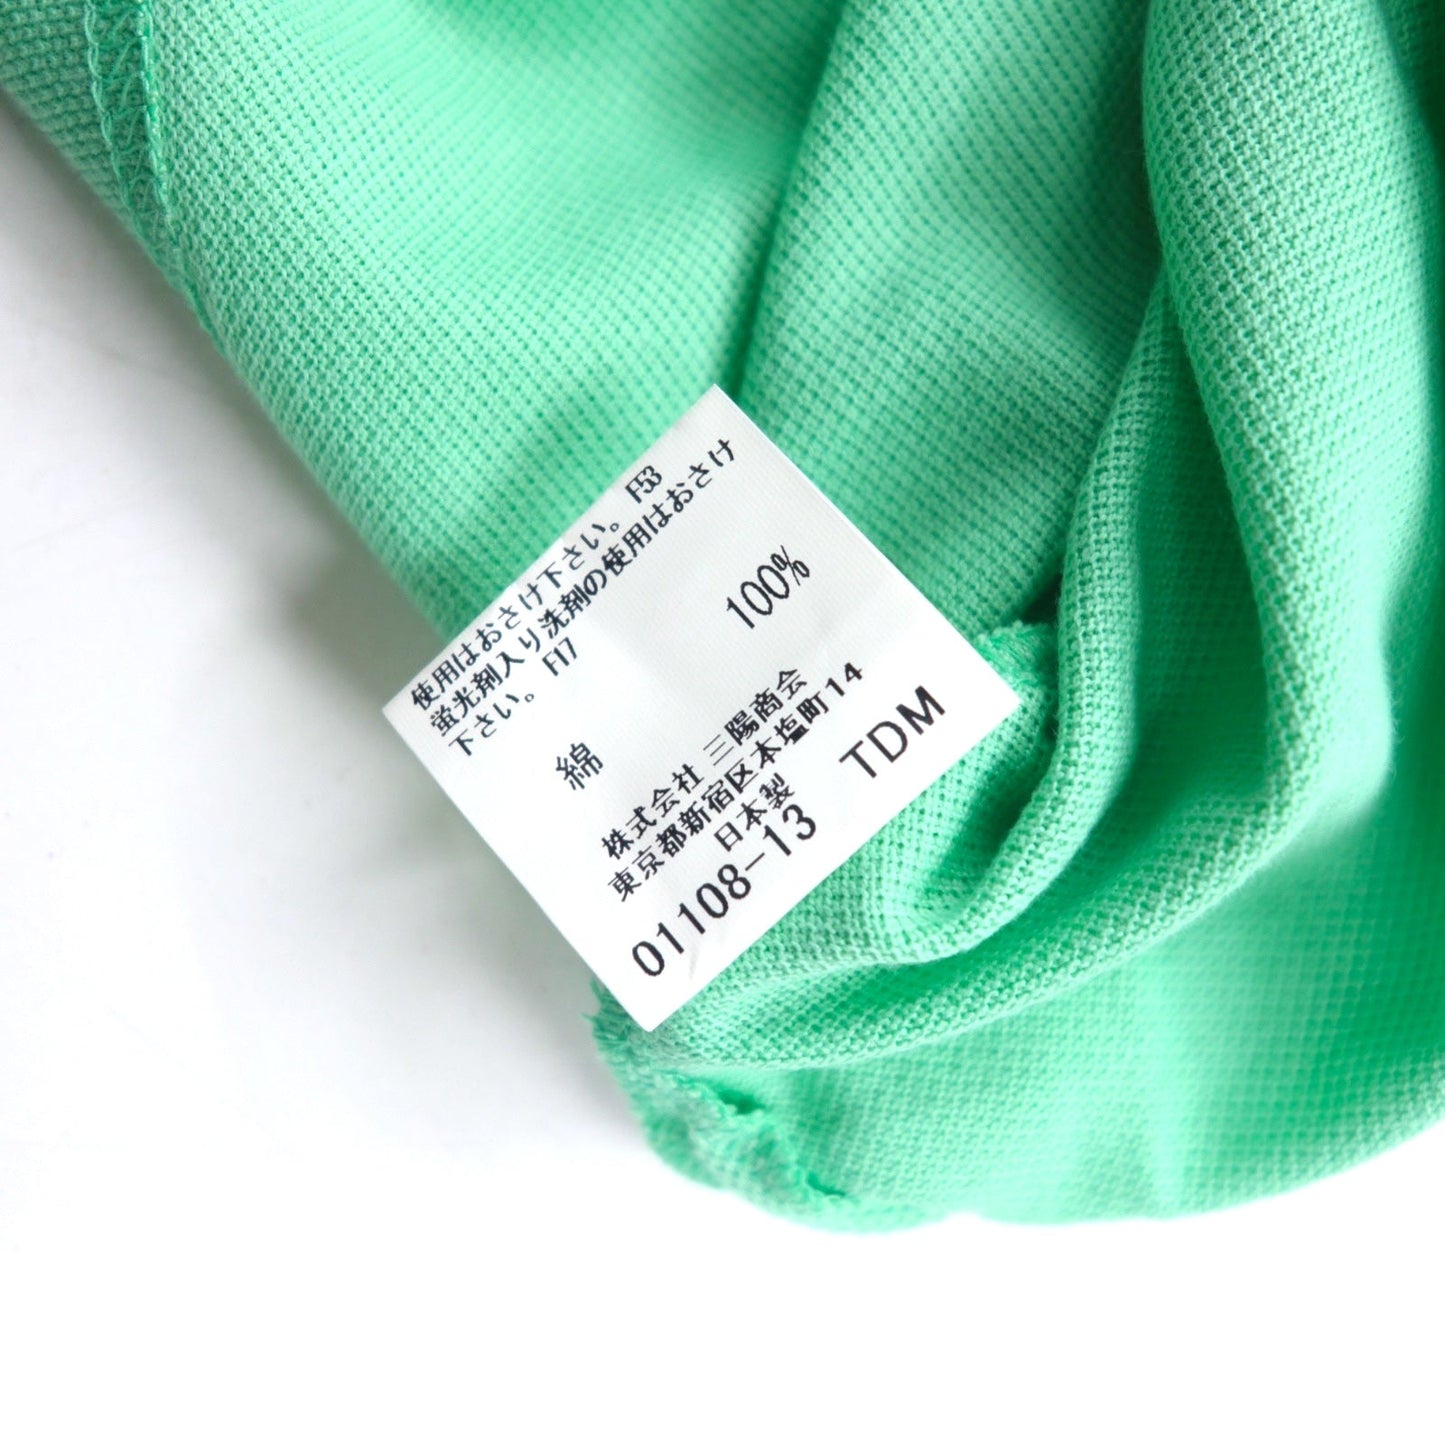 使用はおさけ下さい。 F53
蛍光剤入り洗剤の使用はおさけ
下さい。 F17
綿 100%
株式会社 三陽商会
東京都新宿区本塩町14
日本製
01108-13 TDM